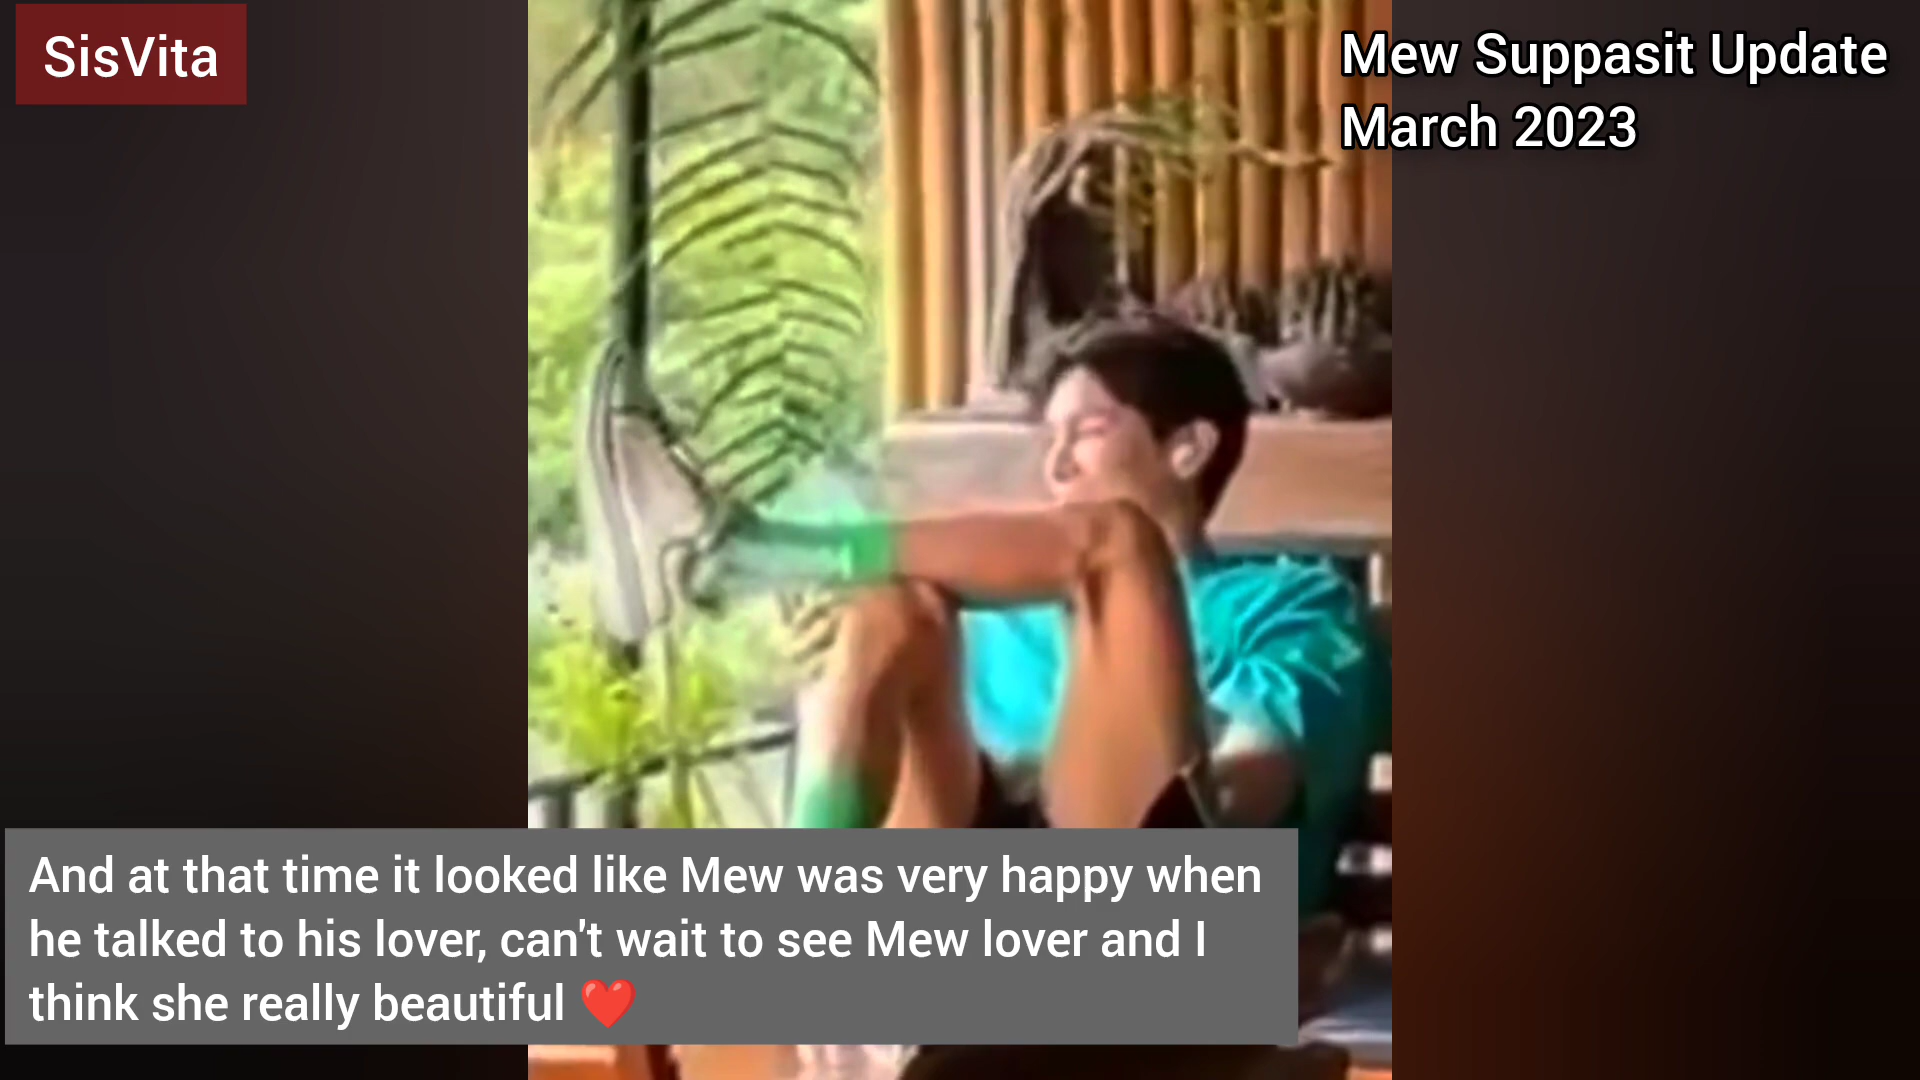 SisVita
Mew Suppasit Update
March 2023
And at that time it looked like Mew was very happy when
he talked to his lover, can't wait to see Mew lover and I
think she really beautiful ❤️